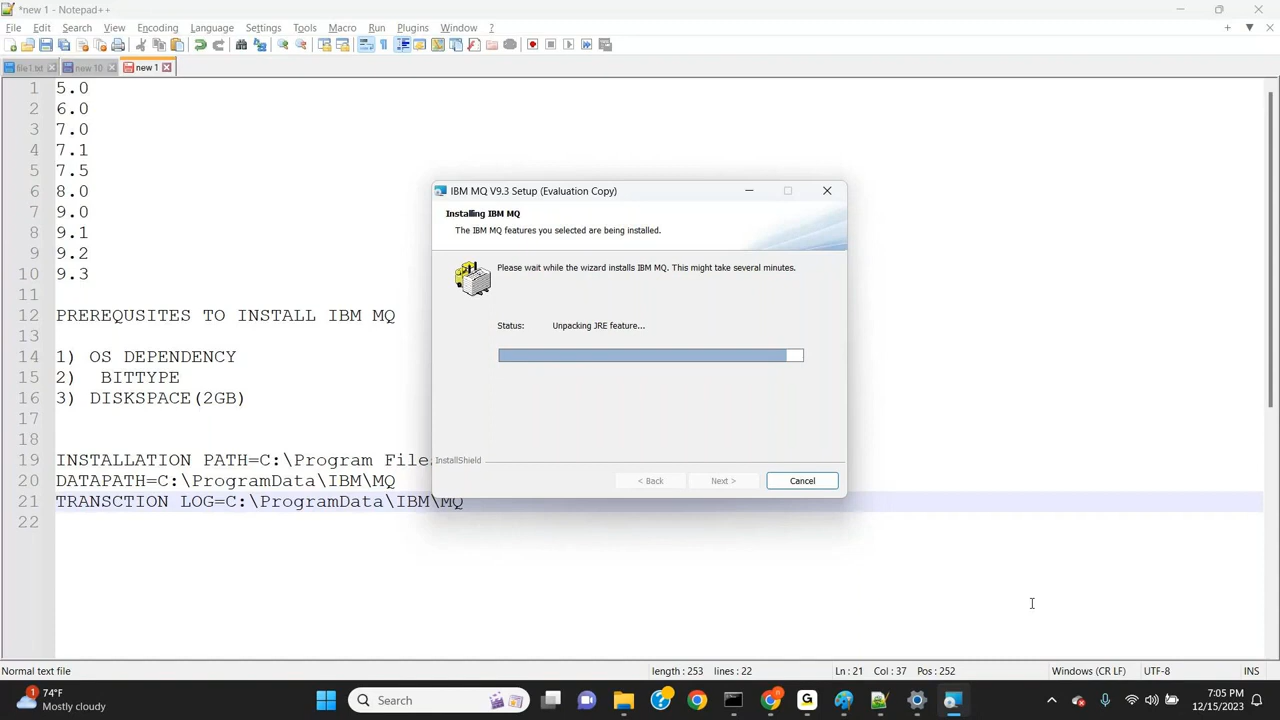 *new 1 - Notepad++
File Edit Search View Encoding Language Settings Tools Macro Run Plugins Window ?
file1.txt new 10 new 1
1 5.0
2 6.0
3 7.0
4 7.1
5 7.5
6 8.0
7 9.0
8 9.1
9 9.2
10 9.3
11
12 PREREQUSITES TO INSTALL IBM MQ
13
14 1) OS DEPENDENCY
15 2) BITTYPE
16 3) DISKSPACE(2GB)
17
18
19 INSTALLATION PATH=C:\Program File
20 DATAPATH=C:\ProgramData\IBM\MQ
21 TRANSCTION LOG=C:\ProgramData\IBM\MQ
22
IBM MQ V9.3 Setup (Evaluation Copy)
Installing IBM MQ
The IBM MQ features you selected are being installed.
Please wait while the wizard installs IBM MQ. This might take several minutes.
Status: Unpacking JRE feature...
InstallShield
< Back Next > Cancel
Normal text file length : 253 lines : 22 Ln : 21 Col : 37 Pos : 252 Windows (CR LF) UTF-8 INS
1 74°F
Mostly cloudy
Search
7:05 PM
12/15/2023